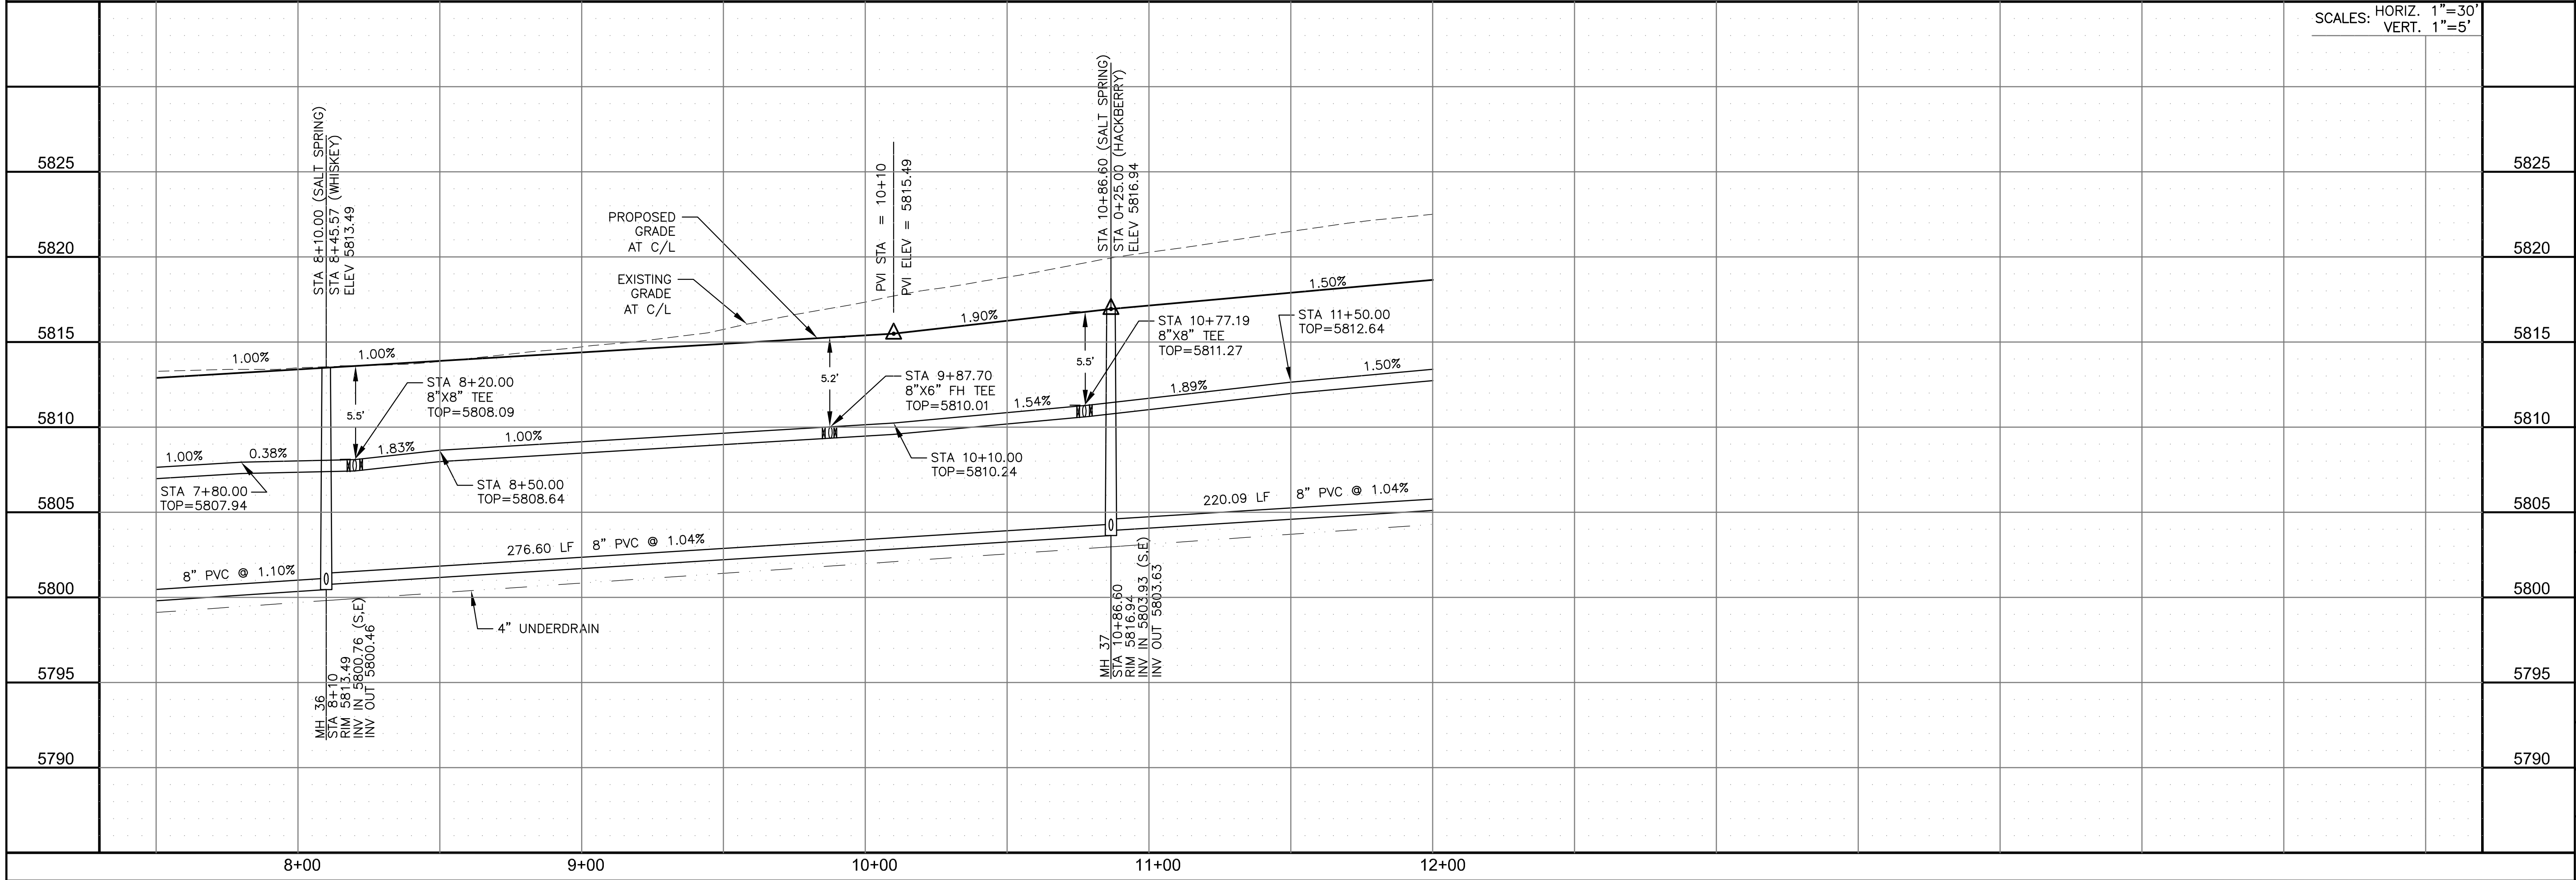 SCALES: HORIZ. 1"=30'
VERT. 1"=5'
5825
5820
5815
5810
5805
5800
5795
5790
STA 8+10.00 (SALT SPRING)
STA 8+45.57 (WHISKEY)
ELEV 5813.49
PROPOSED
GRADE
AT C/L
EXISTING
GRADE
AT C/L
PVI STA = 10+10
PVI ELEV = 5815.49
STA 10+86.60 (SALT SPRING)
STA 0+25.00 (HACKBERRY)
ELEV 5816.94
1.00%
1.00%
1.90%
1.50%
5.5'
STA 8+20.00
8"X8" TEE
TOP=5808.09
5.2'
STA 9+87.70
8"X6" FH TEE
TOP=5810.01
5.5'
STA 10+77.19
8"X8" TEE
TOP=5811.27
STA 11+50.00
TOP=5812.64
1.00%
0.38%
1.83%
1.00%
1.54%
1.89%
1.50%
STA 7+80.00
TOP=5807.94
STA 8+50.00
TOP=5808.64
STA 10+10.00
TOP=5810.24
8" PVC @ 1.10%
276.60 LF 8" PVC @ 1.04%
220.09 LF 8" PVC @ 1.04%
4" UNDERDRAIN
MH 36
STA 8+10
RIM 5813.49
INV IN 5800.76 (S,E)
INV OUT 5800.46
MH 37
STA 10+86.60
RIM 5816.94
INV IN 5803.93 (S,E)
INV OUT 5803.63
5825
5820
5815
5810
5805
5800
5795
5790
8+00
9+00
10+00
11+00
12+00